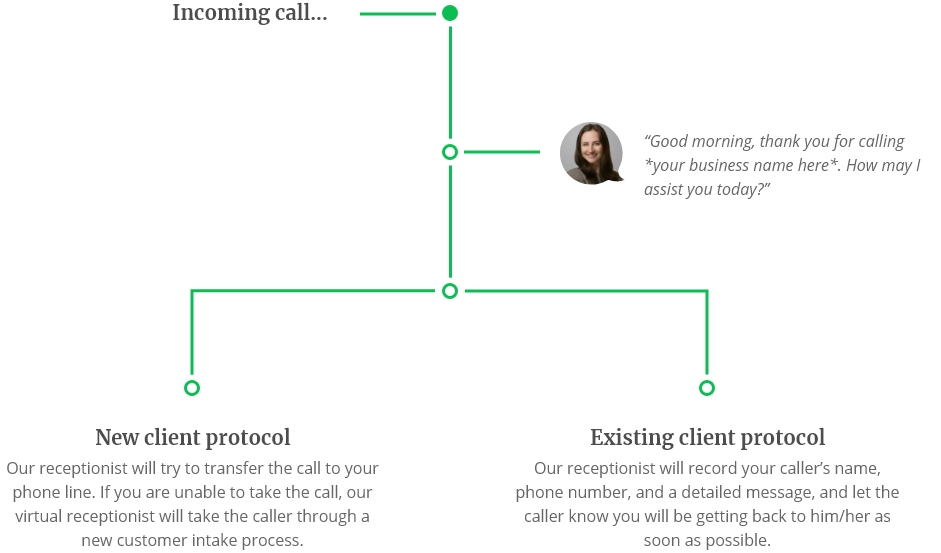 Incoming call...
“Good morning, thank you for calling
*your business name here*. How may I
assist you today?”
New client protocol
Our receptionist will try to transfer the call to your
phone line. If you are unable to take the call, our
virtual receptionist will take the caller through a
new customer intake process.
Existing client protocol
Our receptionist will record your caller’s name,
phone number, and a detailed message, and let the
caller know you will be getting back to him/her as
soon as possible.